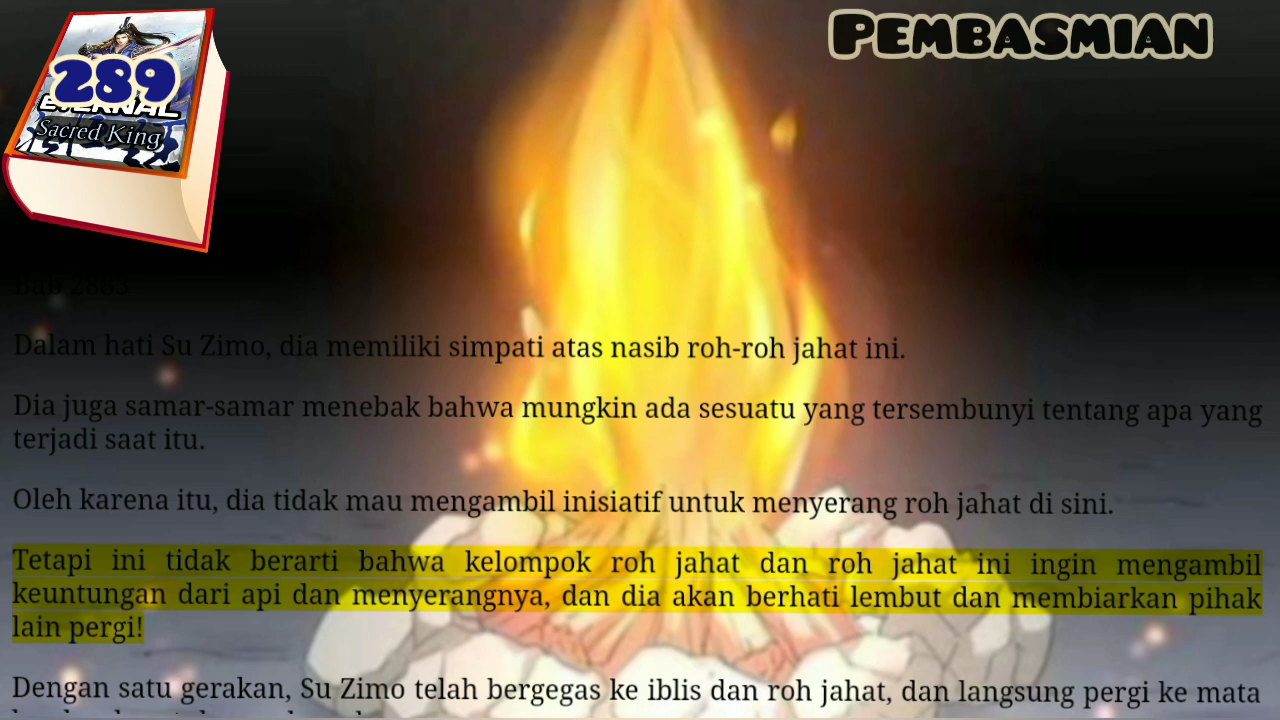 PEMBASMIAN
289
ETERNAL
Sacred King
Bab 2883
Dalam hati Su Zimo, dia memiliki simpati atas nasib roh-roh jahat ini.
Dia juga samar-samar menebak bahwa mungkin ada sesuatu yang tersembunyi tentang apa yang
terjadi saat itu.
Oleh karena itu, dia tidak mau mengambil inisiatif untuk menyerang roh jahat di sini.
Tetapi ini tidak berarti bahwa kelompok roh jahat dan roh jahat ini ingin mengambil
keuntungan dari api dan menyerangnya, dan dia akan berhati lembut dan membiarkan pihak
lain pergi!
Dengan satu gerakan, Su Zimo telah bergegas ke iblis dan roh jahat, dan langsung pergi ke mata